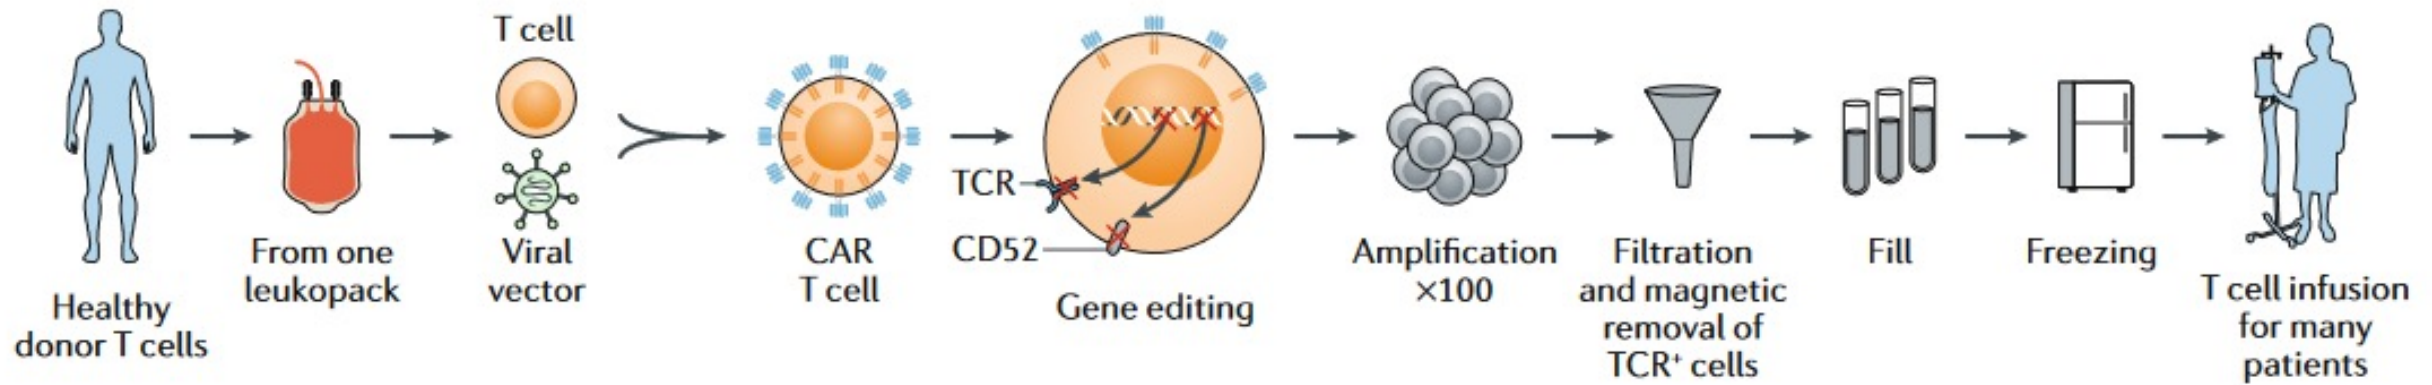 Healthy
donor T cells
From one
leukopack
T cell
Viral
vector
CAR
T cell
TCR
CD52
Gene editing
Amplification
×100
Filtration
and magnetic
removal of
TCR⁺ cells
Fill
Freezing
T cell infusion
for many
patients